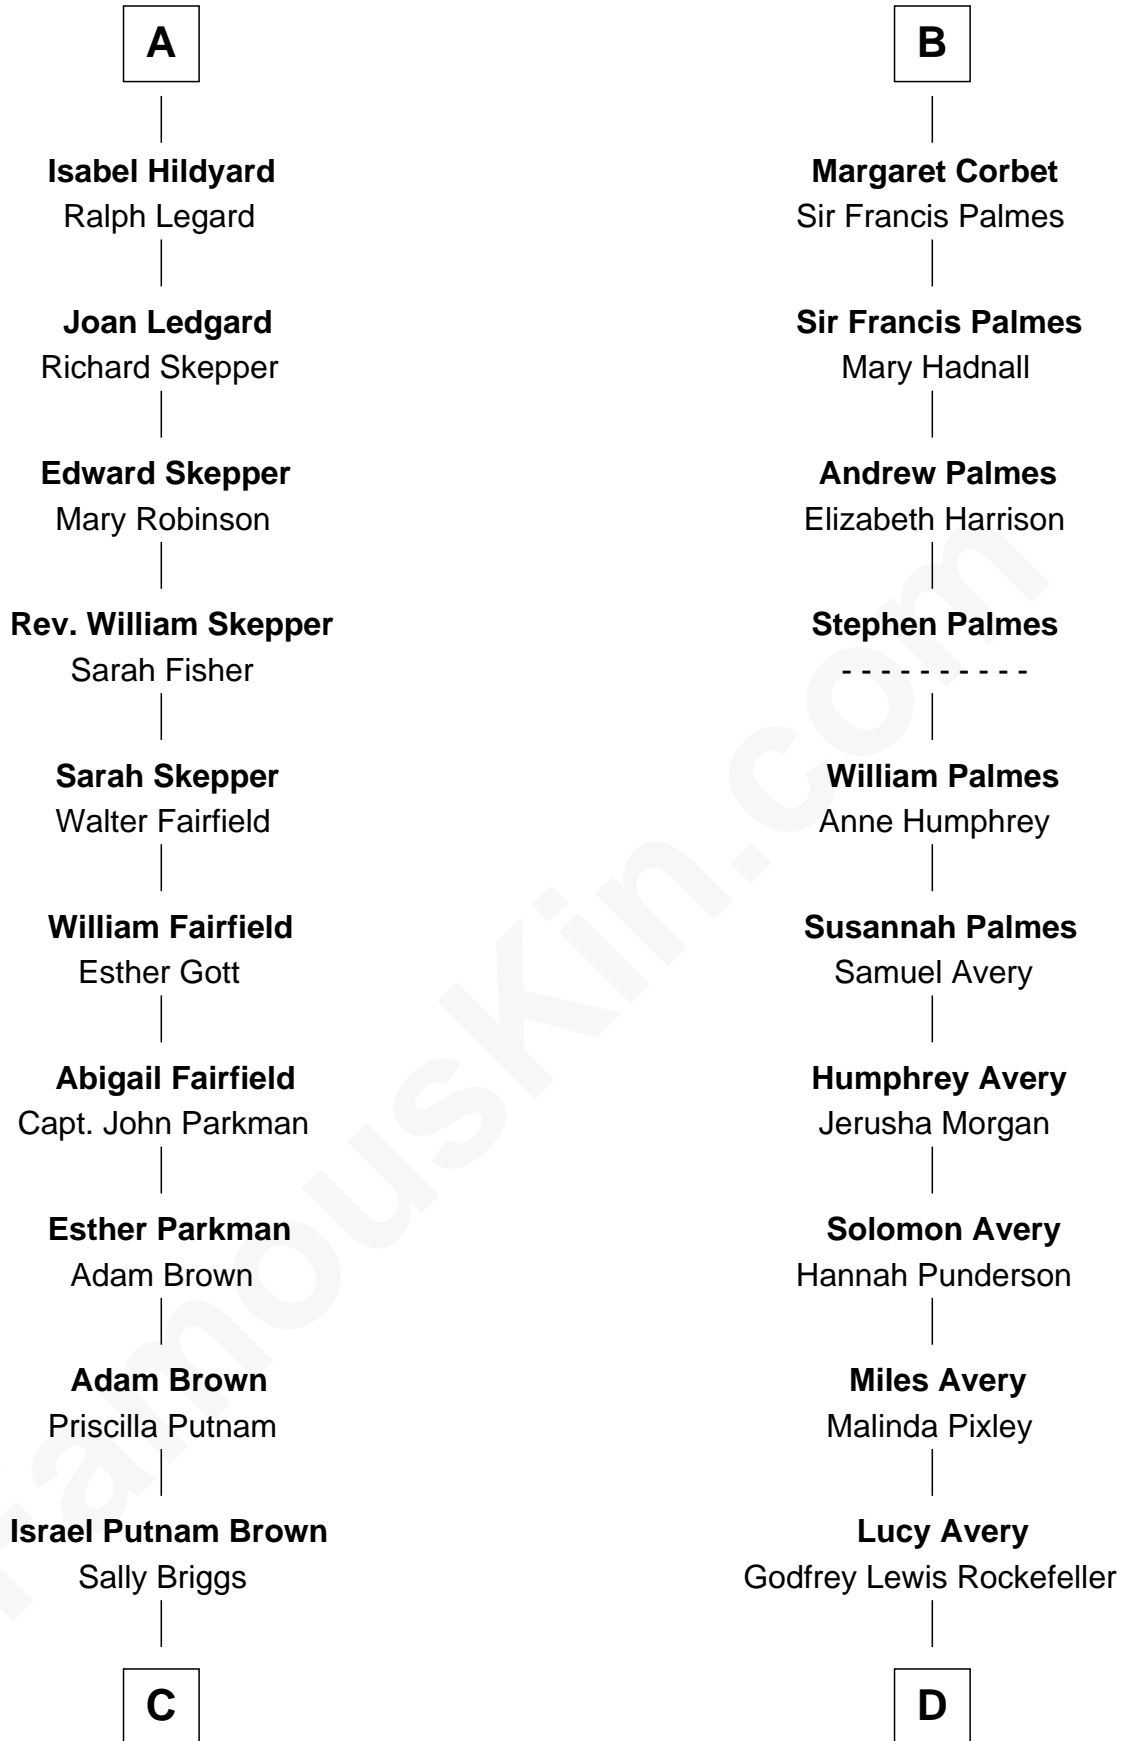 A
Isabel Hildyard
Ralph Legard
Joan Ledgard
Richard Skepper
Edward Skepper
Mary Robinson
Rev. William Skepper
Sarah Fisher
Sarah Skepper
Walter Fairfield
William Fairfield
Esther Gott
Abigail Fairfield
Capt. John Parkman
Esther Parkman
Adam Brown
Adam Brown
Priscilla Putnam
Israel Putnam Brown
Sally Briggs
C
B
Margaret Corbet
Sir Francis Palmes
Sir Francis Palmes
Mary Hadnall
Andrew Palmes
Elizabeth Harrison
Stephen Palmes
- - - - - - - - - -
William Palmes
Anne Humphrey
Susannah Palmes
Samuel Avery
Humphrey Avery
Jerusha Morgan
Solomon Avery
Hannah Punderson
Miles Avery
Malinda Pixley
Lucy Avery
Godfrey Lewis Rockefeller
D
FamousKin.com